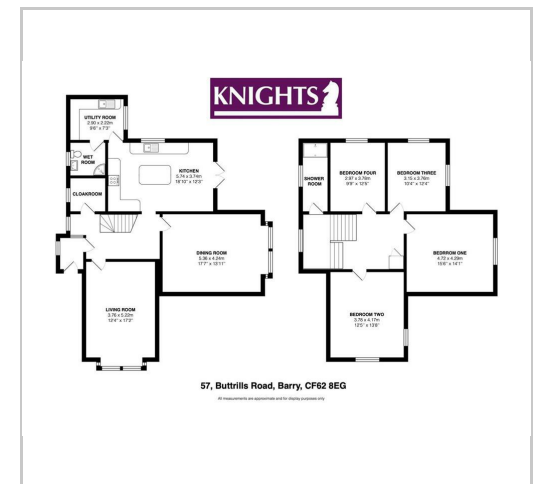 KNIGHTS
UTILITY ROOM
2.90 x 2.22m
9'6" x 7'3"
WET
ROOM
CLOAKROOM
KITCHEN
5.74 x 3.74m
18'10" x 12'3"
DINING ROOM
5.36 x 4.24m
17'7" x 13'11"
LIVING ROOM
3.76 x 5.22m
12'4" x 17'2"
SHOWER
ROOM
BEDROOM FOUR
2.97 x 3.78m
9'9" x 12'5"
BEDROOM THREE
3.15 x 3.76m
10'4" x 12'4"
BEDRROM ONE
4.72 x 4.29m
15'6" x 14'1"
BEDROOM TWO
3.78 x 4.17m
12'5" x 13'8"
57, Buttrills Road, Barry, CF62 8EG
All measurements are approximate and for display purposes only